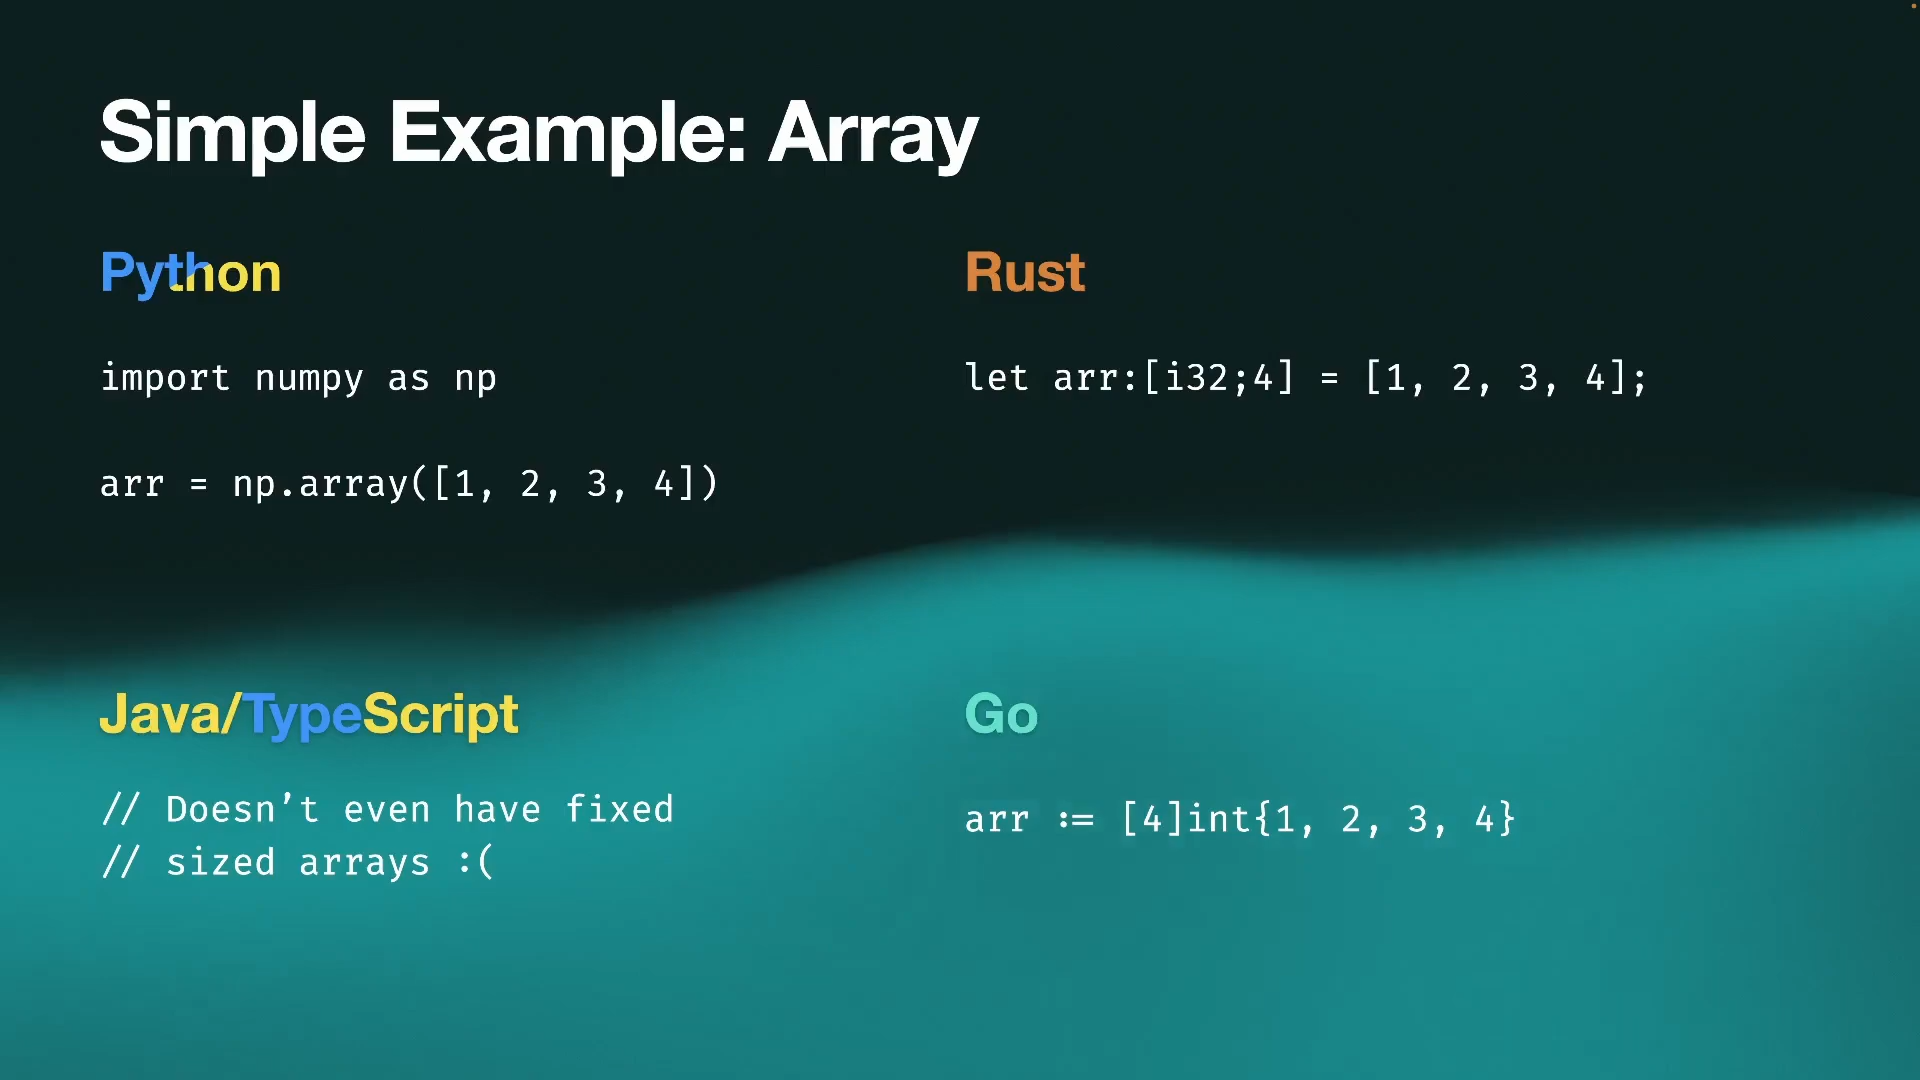 Simple Example: Array
Python
import numpy as np
arr = np.array([1, 2, 3, 4])
Rust
let arr:[i32;4] = [1, 2, 3, 4];
Java/TypeScript
// Doesn’t even have fixed
// sized arrays :(
Go
arr := [4]int{1, 2, 3, 4}